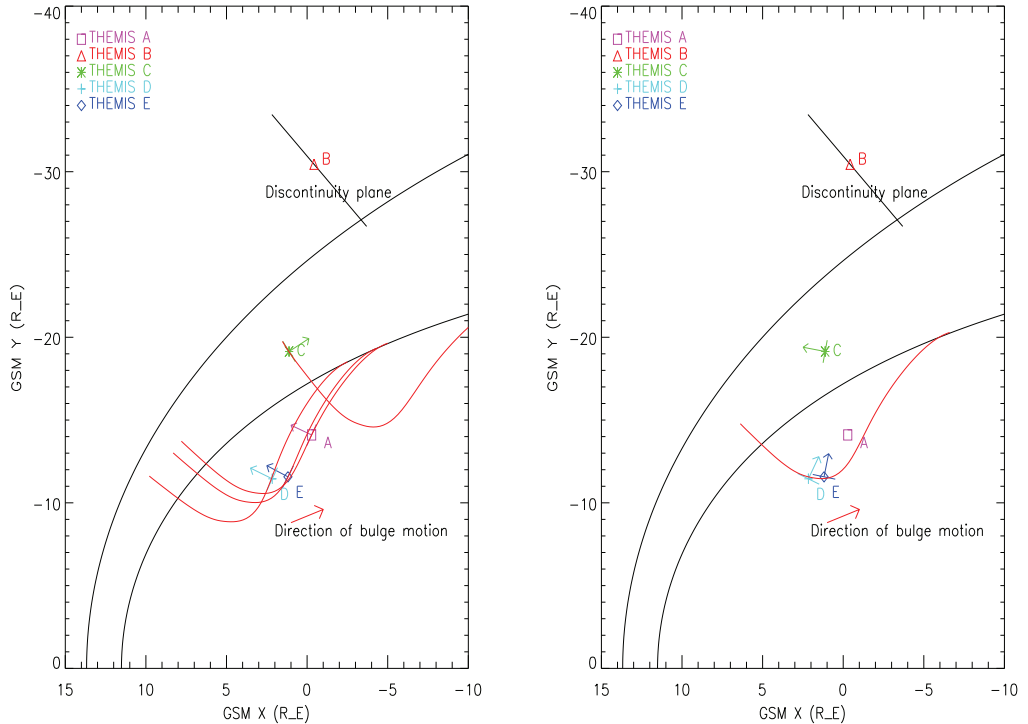 -40
-30
-20
-10
0
15
10
5
0
-5
-10
GSM Y (R_E)
GSM X (R_E)
THEMIS A
THEMIS B
THEMIS C
THEMIS D
THEMIS E
B
Discontinuity plane
C
A
D
E
Direction of bulge motion
-40
-30
-20
-10
0
15
10
5
0
-5
-10
GSM Y (R_E)
GSM X (R_E)
THEMIS A
THEMIS B
THEMIS C
THEMIS D
THEMIS E
B
Discontinuity plane
C
A
D
E
Direction of bulge motion